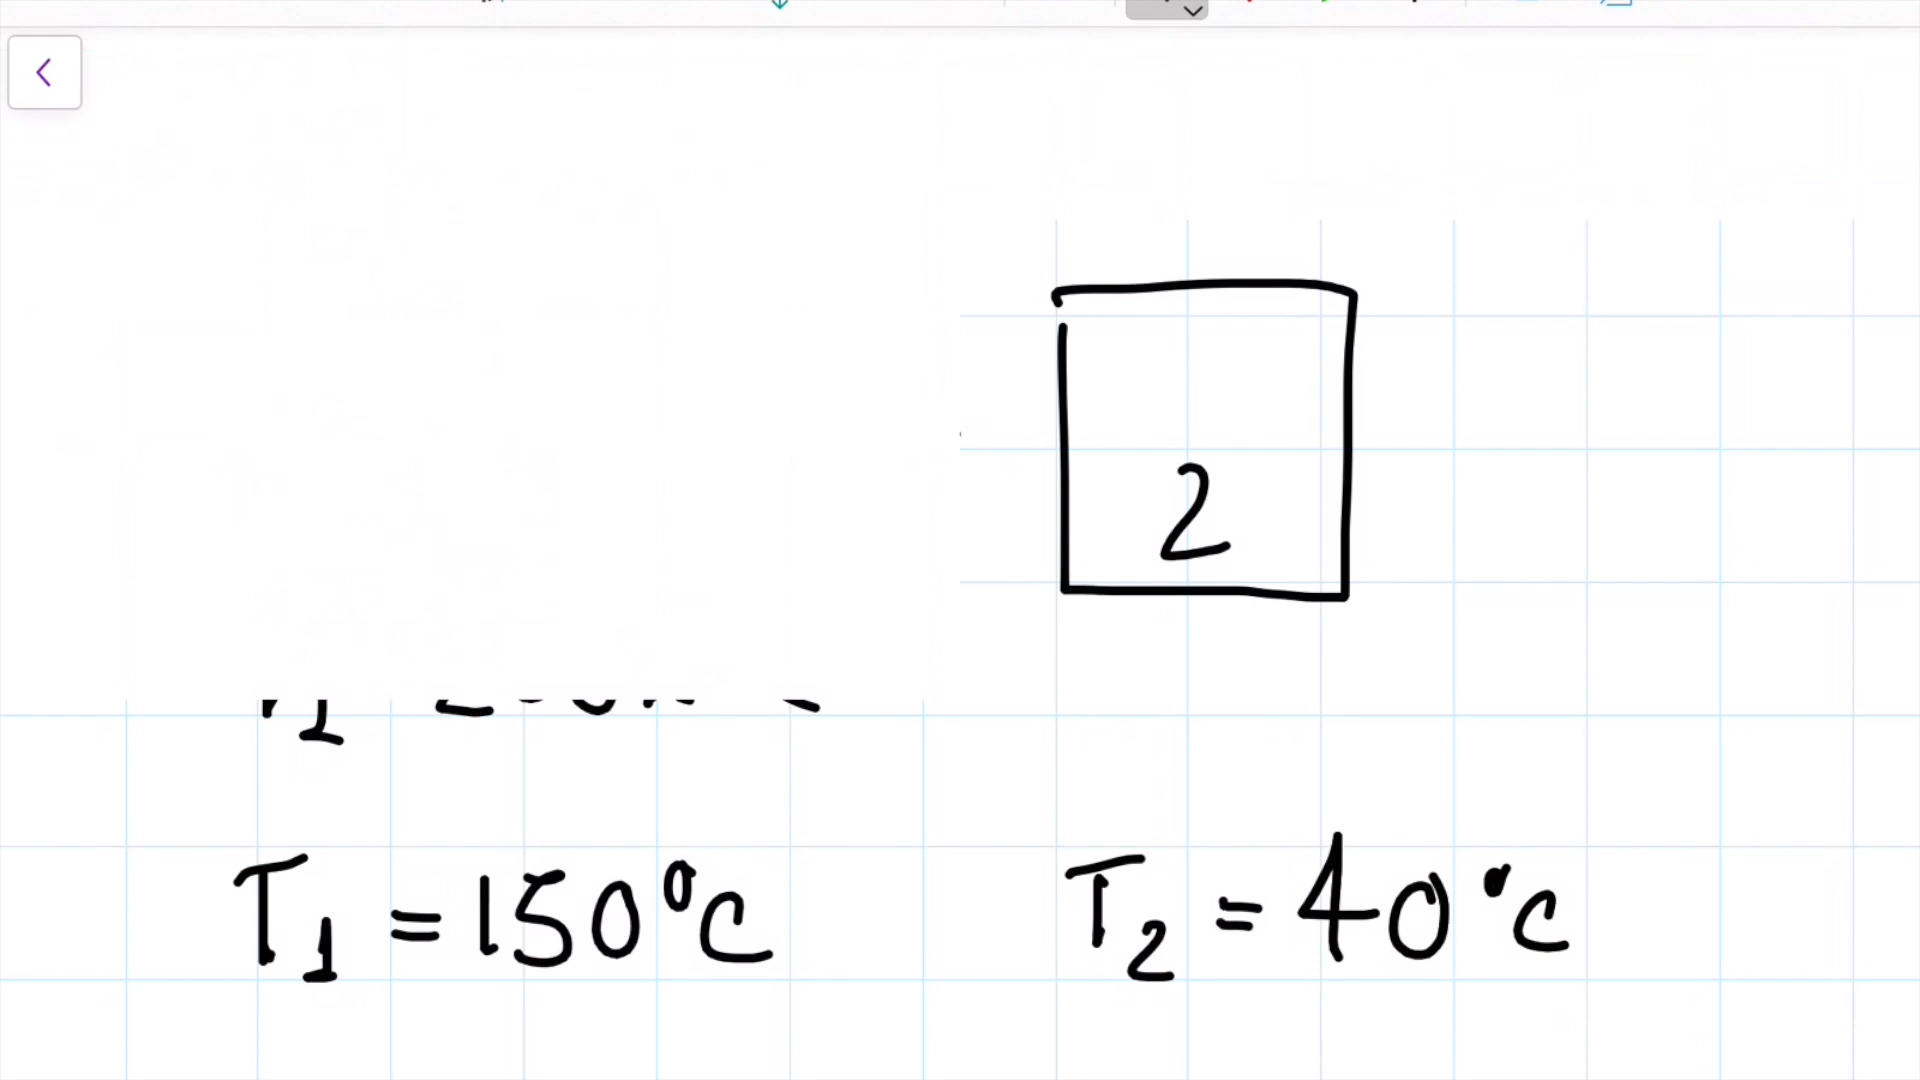 2
T₁ = 150°C
T₂ = 40°C